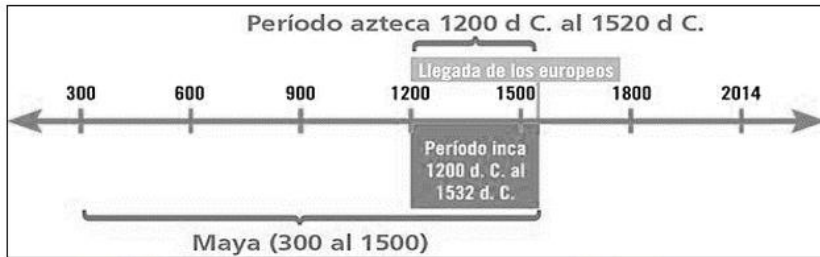 Período azteca 1200 d C. al 1520 d C.
Llegada de los europeos
300 600 900 1200 1500 1800 2014
Período inca
1200 d. C. al
1532 d. C.
Maya (300 al 1500)